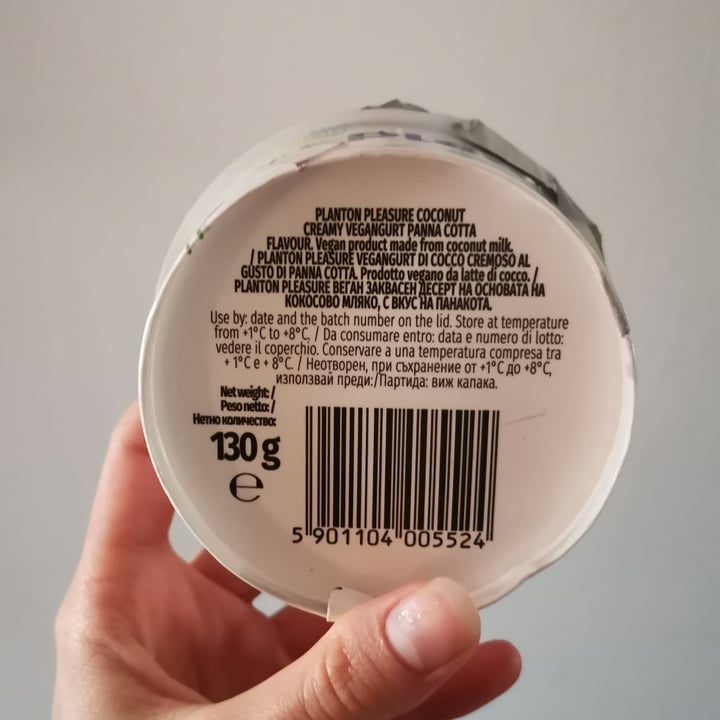 PLANTON PLEASURE COCONUT
CREAMY VEGANGURT PANNA COTTA
FLAVOUR. Vegan product made from coconut milk.
/ PLANTON PLEASURE VEGANGURT DI COCCO CREMOSO AL
GUSTO DI PANNA COTTA. Prodotto vegano da latte di cocco. /
PLANTON PLEASURE ВЕГАН ЗАКВАСЕН ДЕСЕРТ НА ОСНОВАТА НА
КОКОСОВО МЛЯКО, С ВКУС НА ПАНАКОТА.
Use by: date and the batch number on the lid. Store at temperature
from +1°C to +8°C. / Da consumare entro: data e numero di lotto:
vedere il coperchio. Conservare a una temperatura compresa tra
+ 1°C e + 8°C. / Неотворен, при съхранение от +1°C до +8°C,
използвай преди:/Партида: виж капака.
Net weight: /
Peso netto: /
Нетно количество:
130 g
e
5 901104 005524